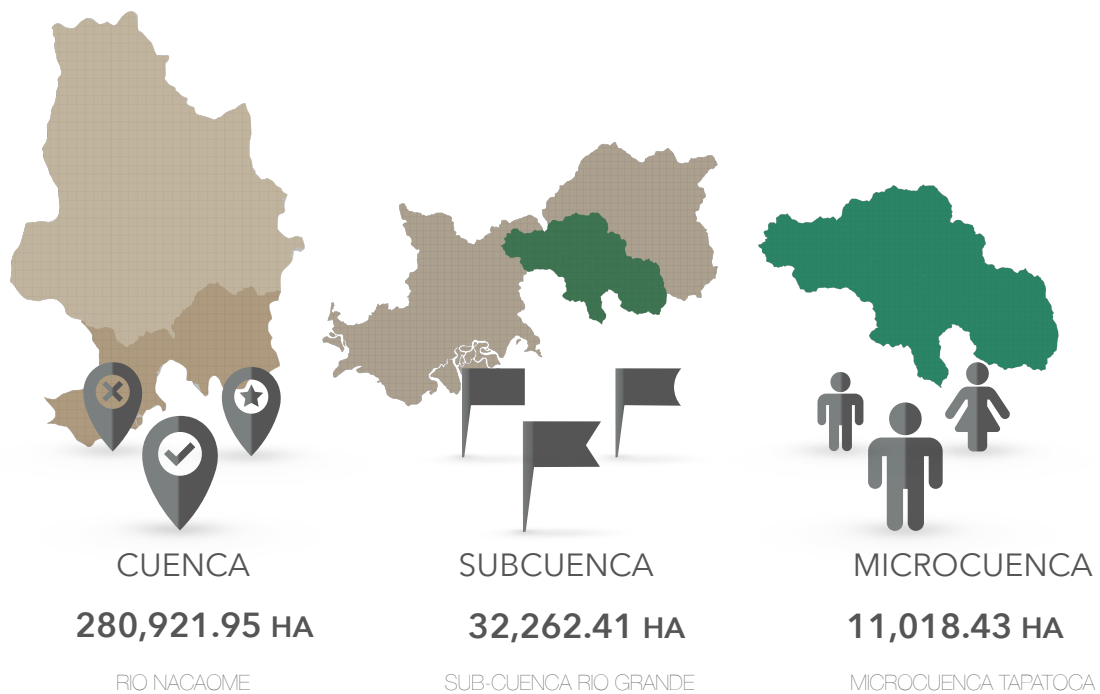 CUENCA
280,921.95 HA
RIO NACAOME
SUBCUENCA
32,262.41 HA
SUB-CUENCA RIO GRANDE
MICROCUENCA
11,018.43 HA
MICROCUENCA TAPATOCA